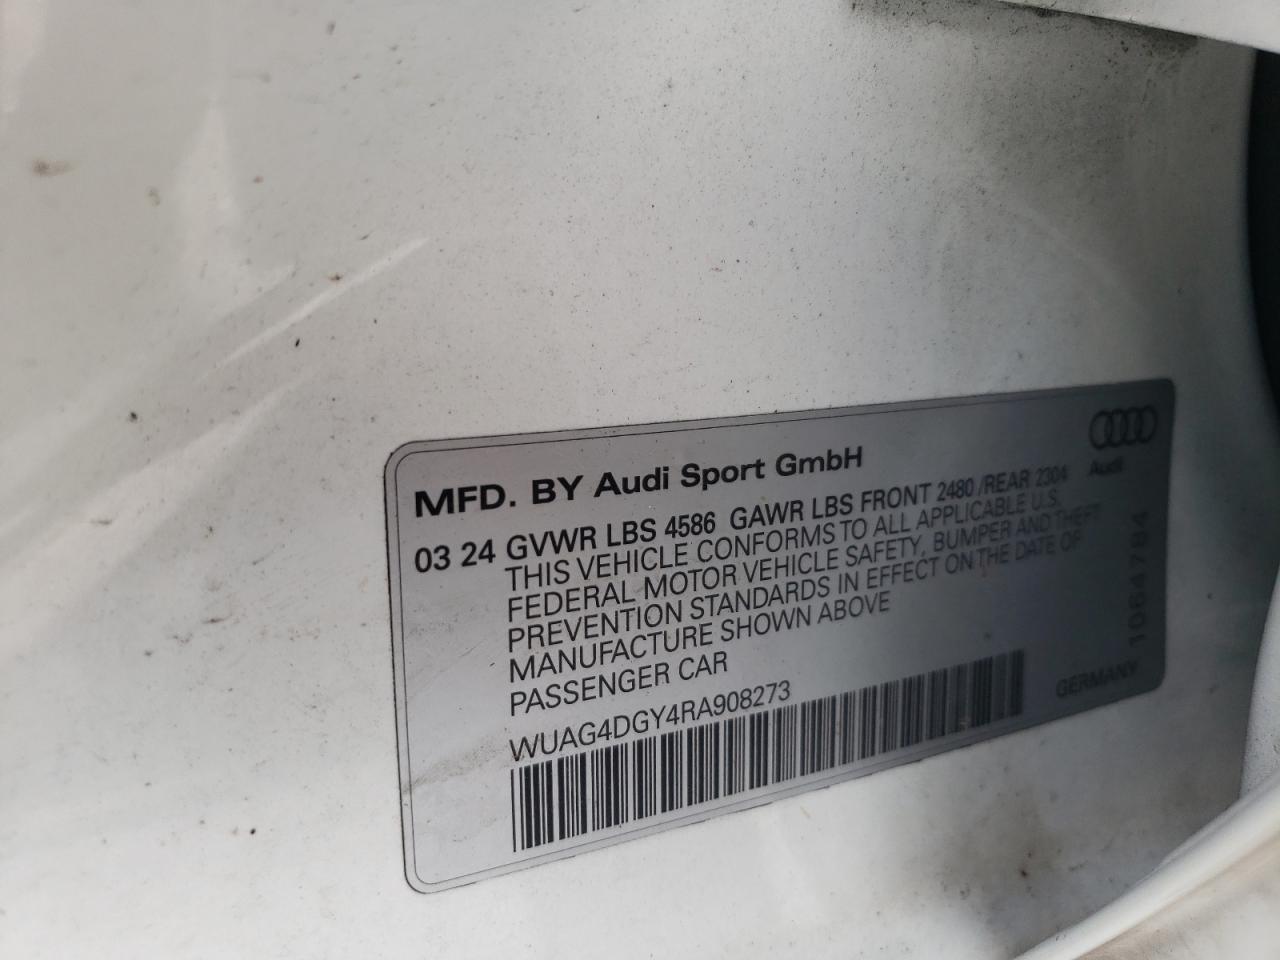 MFD. BY Audi Sport GmbH
Audi
03 24 GVWR LBS 4586 GAWR LBS FRONT 2480 /REAR 2304
THIS VEHICLE CONFORMS TO ALL APPLICABLE U.S.
FEDERAL MOTOR VEHICLE SAFETY, BUMPER AND THEFT
PREVENTION STANDARDS IN EFFECT ON THE DATE OF
MANUFACTURE SHOWN ABOVE
PASSENGER CAR
WUAG4DGY4RA908273
GERMANY
1064784